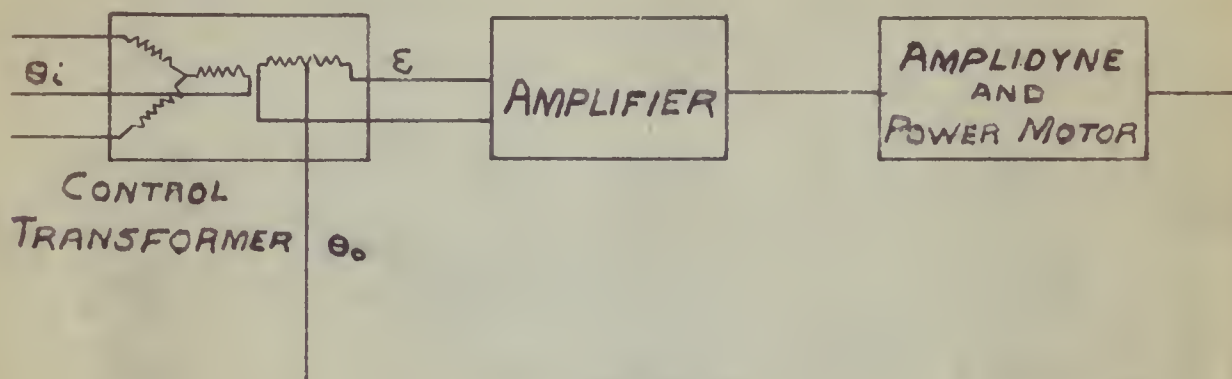 θi
ε
AMPLIFIER
AMPLIDYNE
AND
POWER MOTOR
CONTROL
TRANSFORMER
θo